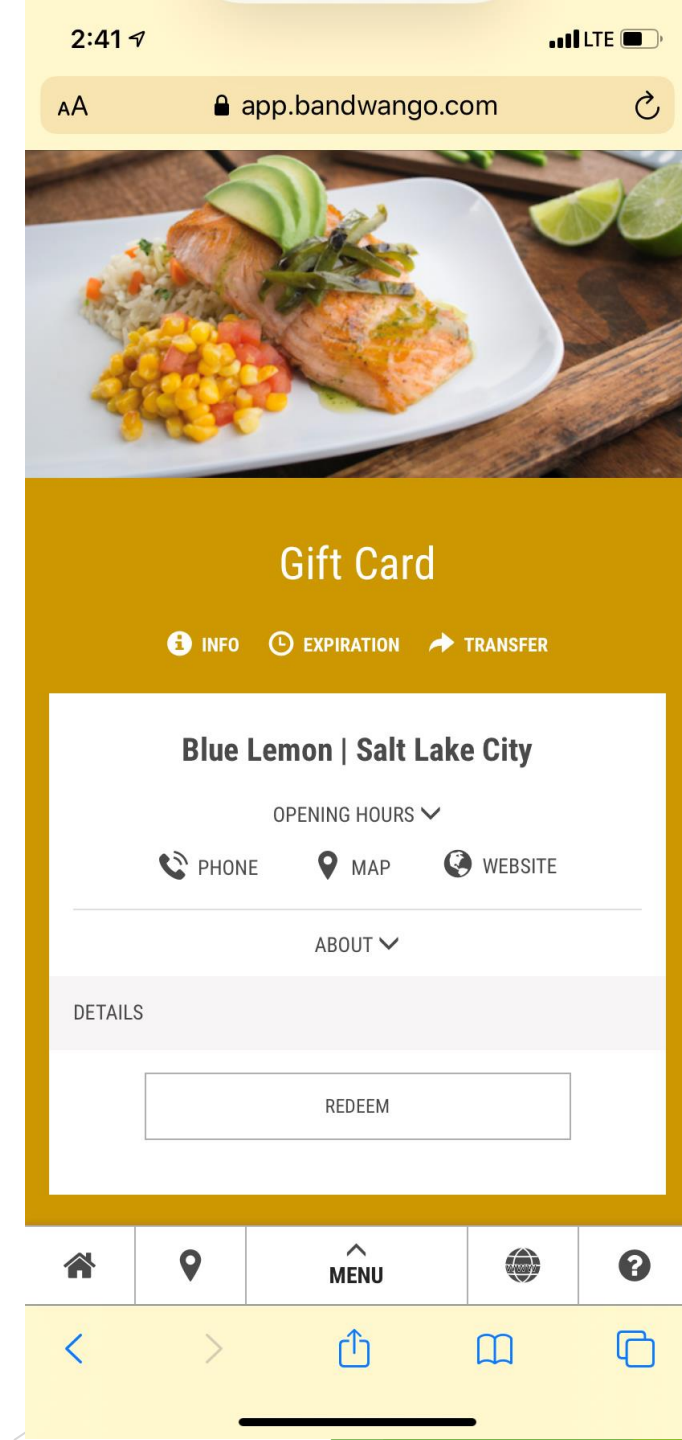 2:41 LTE
AA app.bandwango.com
Gift Card
INFO EXPIRATION TRANSFER
Blue Lemon | Salt Lake City
OPENING HOURS
PHONE MAP WEBSITE
ABOUT
DETAILS
REDEEM
MENU